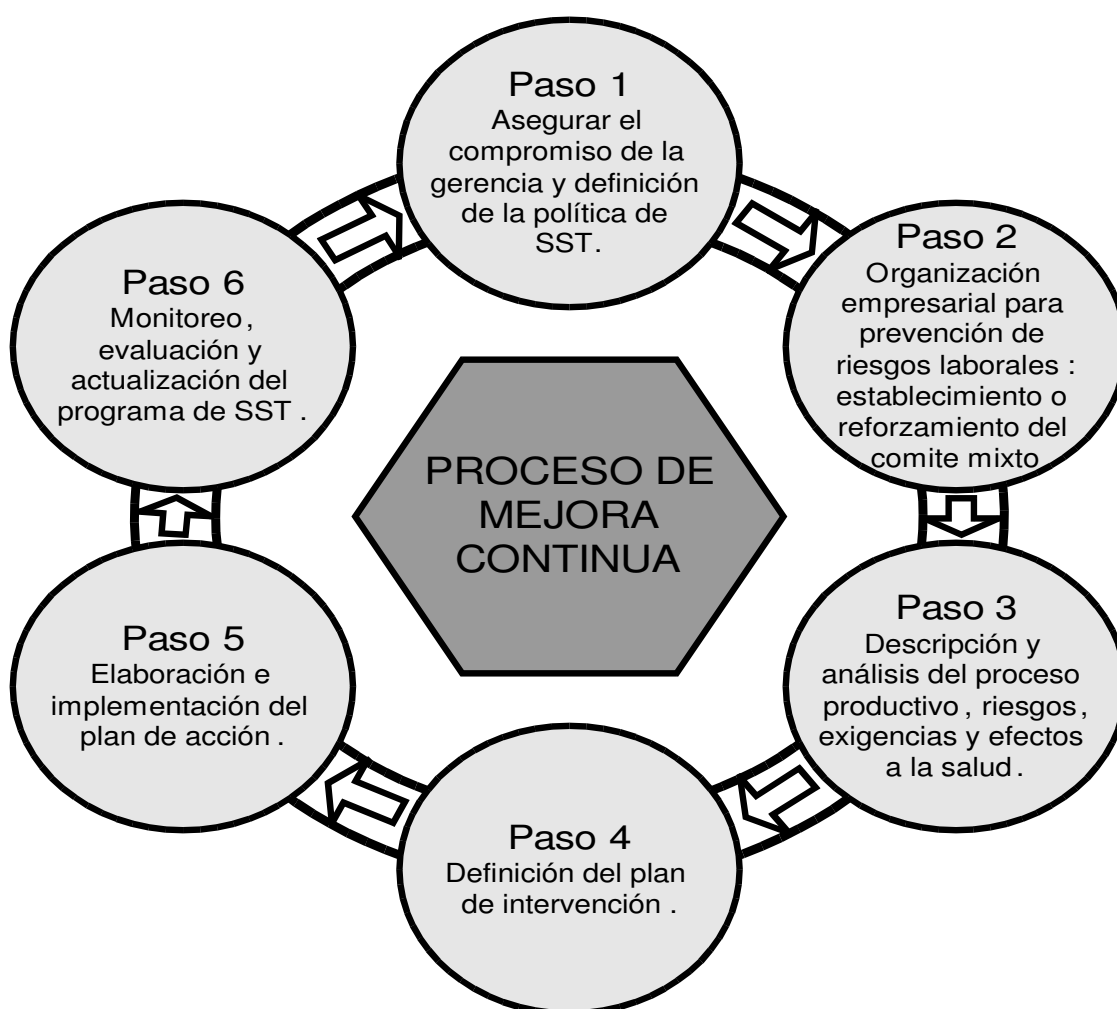 Paso 1
Asegurar el
compromiso de la
gerencia y definición
de la política de
SST.
Paso 2
Organización
empresarial para
prevención de
riesgos laborales :
establecimiento o
reforzamiento del
comite mixto
Paso 3
Descripción y
análisis del proceso
productivo , riesgos ,
exigencias y efectos
a la salud .
Paso 4
Definición del plan
de intervención .
Paso 5
Elaboración e
implementación del
plan de acción .
Paso 6
Monitoreo ,
evaluación y
actualización del
programa de SST .
PROCESO DE
MEJORA
CONTINUA